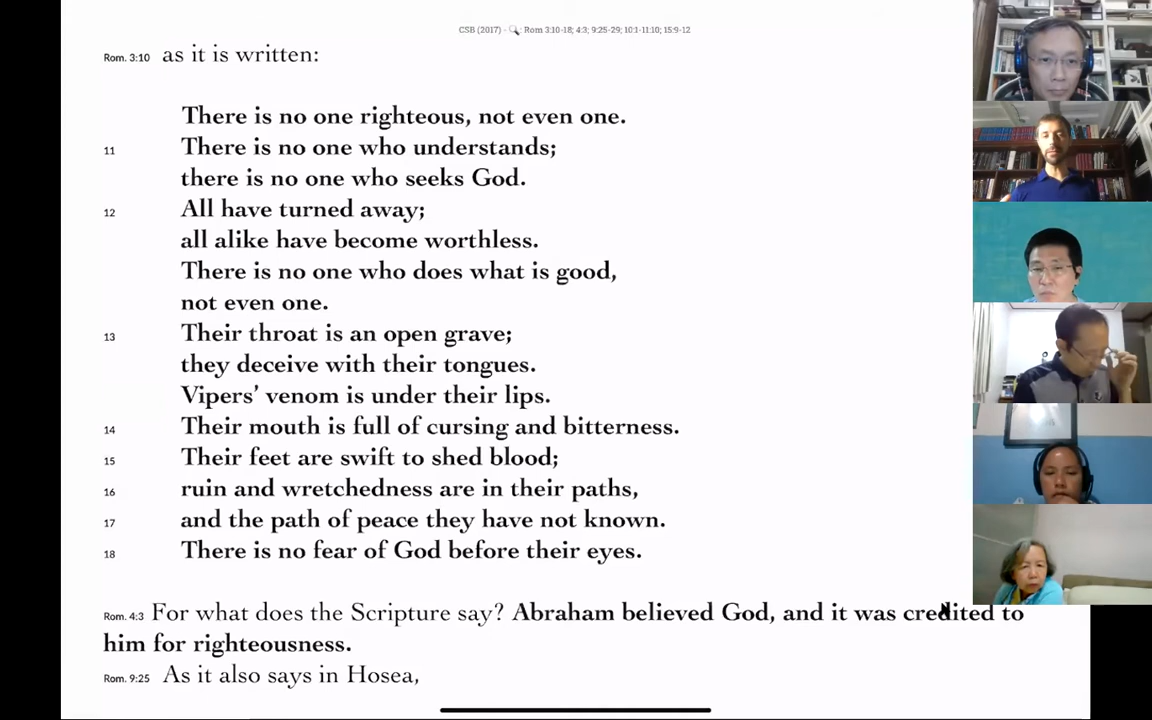 CSB (2017) - Rom 3:10-18; 4:3; 9:25-29; 10:1-11:10; 15:9-12
Rom. 3:10 as it is written:
There is no one righteous, not even one.
11 There is no one who understands;
there is no one who seeks God.
12 All have turned away;
all alike have become worthless.
There is no one who does what is good,
not even one.
13 Their throat is an open grave;
they deceive with their tongues.
Vipers’ venom is under their lips.
14 Their mouth is full of cursing and bitterness.
15 Their feet are swift to shed blood;
16 ruin and wretchedness are in their paths,
17 and the path of peace they have not known.
18 There is no fear of God before their eyes.
Rom. 4:3 For what does the Scripture say? Abraham believed God, and it was credited to
him for righteousness.
Rom. 9:25 As it also says in Hosea,